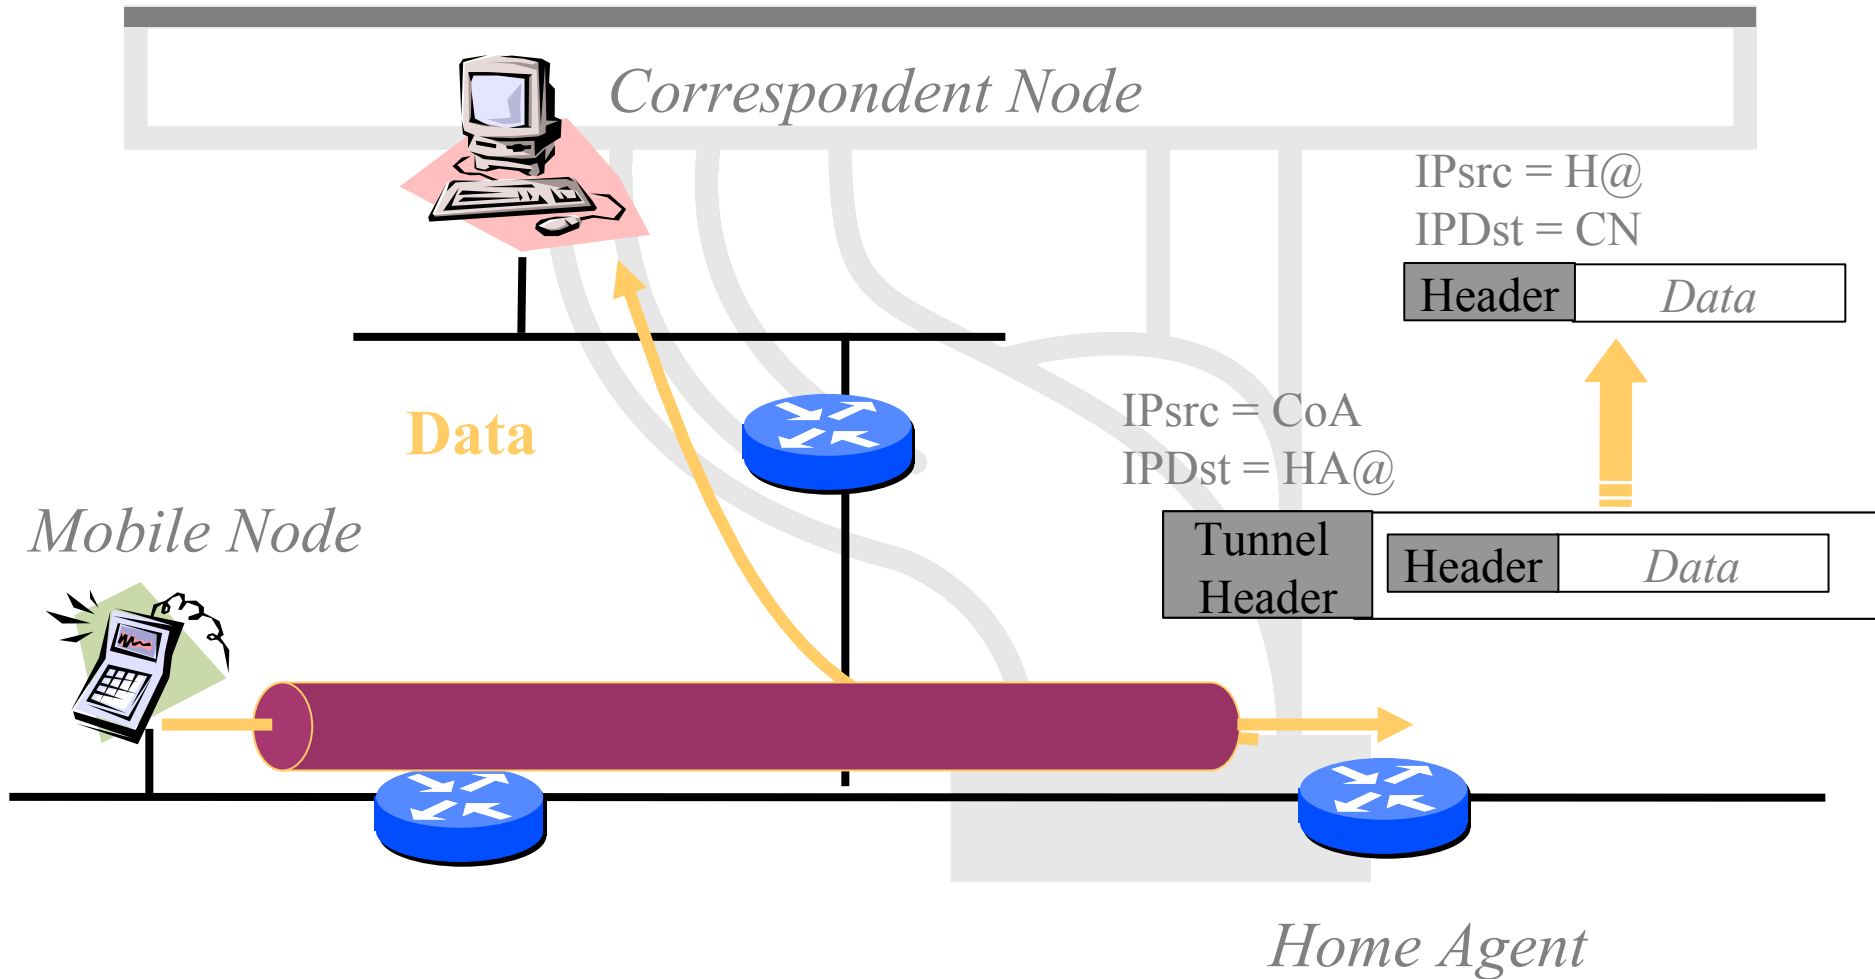 Correspondent Node
IPsrc = H@
IPDst = CN
Header Data
IPsrc = CoA
Data
IPDst = HA@
Mobile Node
Tunnel
Header
Header Data
Home Agent